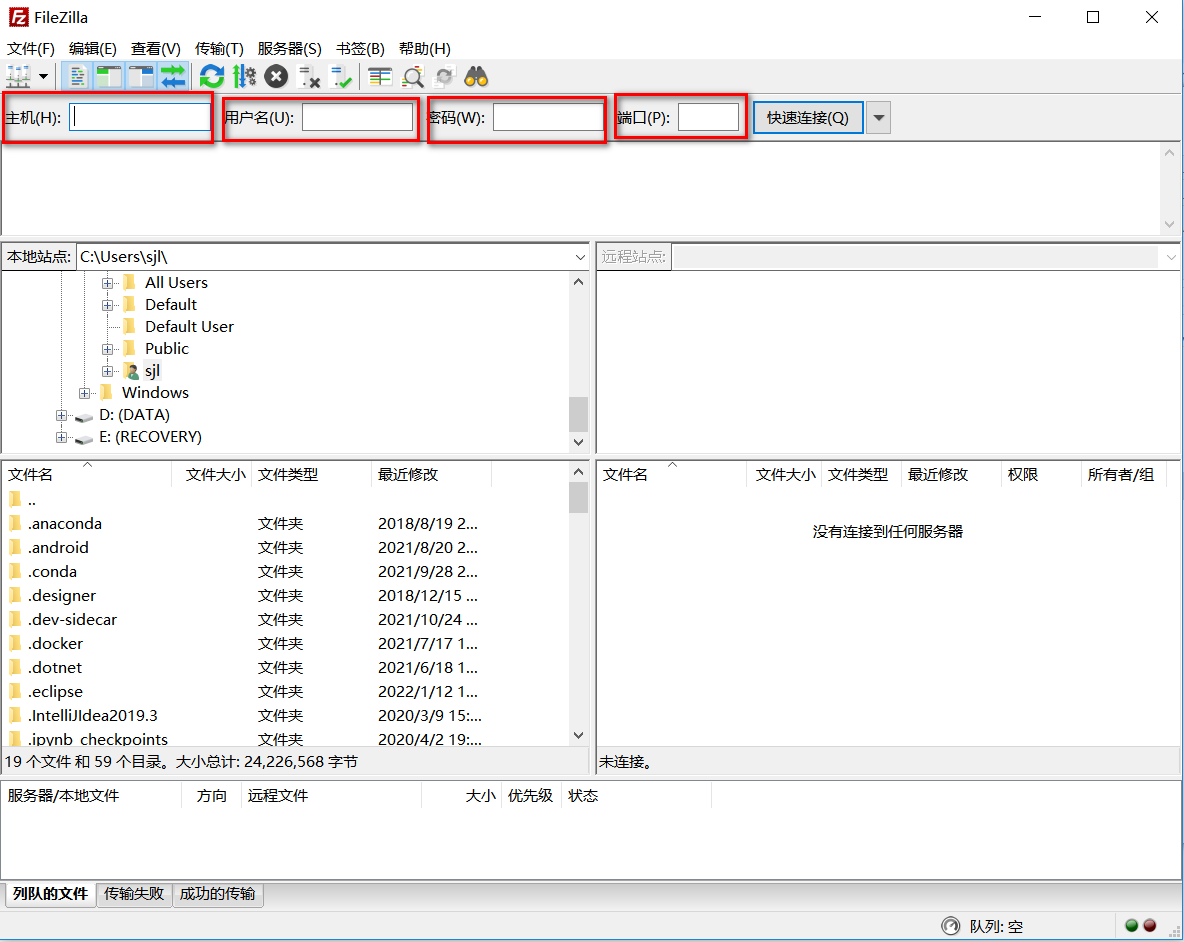 FileZilla
文件(F) 编辑(E) 查看(V) 传输(T) 服务器(S) 书签(B) 帮助(H)
主机(H): 用户名(U): 密码(W): 端口(P): 快速连接(Q)
本地站点: C:\Users\sjl\
All Users
Default
Default User
Public
sjl
Windows
D: (DATA)
E: (RECOVERY)
远程站点:
文件名 文件大小 文件类型 最近修改
..
.anaconda 文件夹 2018/8/19 2...
.android 文件夹 2021/8/20 2...
.conda 文件夹 2021/9/28 2...
.designer 文件夹 2018/12/15 ...
.dev-sidecar 文件夹 2021/10/24 ...
.docker 文件夹 2021/7/17 1...
.dotnet 文件夹 2021/6/18 1...
.eclipse 文件夹 2022/1/12 1...
.IntelliJIdea2019.3 文件夹 2020/3/9 15:...
.ipynb_checkpoints 文件夹 2020/4/2 19:...
19 个文件 和 59 个目录。大小总计: 24,226,568 字节
文件名 文件大小 文件类型 最近修改 权限 所有者/组
没有连接到任何服务器
未连接。
服务器/本地文件 方向 远程文件 大小 优先级 状态
列队的文件 传输失败 成功的传输
队列: 空